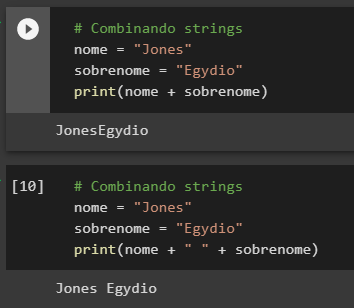 # Combinando strings
nome = "Jones"
sobrenome = "Egydio"
print(nome + sobrenome)
JonesEgydio
[10]
# Combinando strings
nome = "Jones"
sobrenome = "Egydio"
print(nome + " " + sobrenome)
Jones Egydio